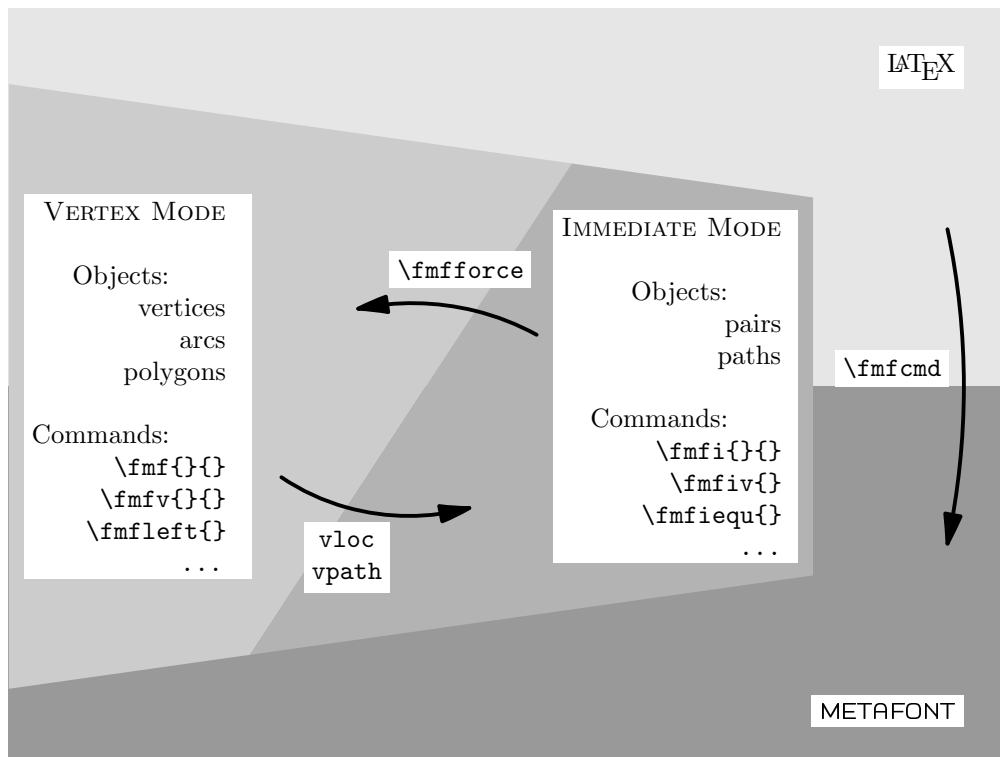 LATEX
VERTEX MODE
Objects:
vertices
arcs
polygons
Commands:
\fmf{}{}
\fmfv{}{}
\fmfleft{}
...
\fmfforce
vloc
vpath
IMMEDIATE MODE
Objects:
pairs
paths
Commands:
\fmfi{}{}
\fmfiv{}
\fmfiequ{}
...
\fmfcmd
METAFONT